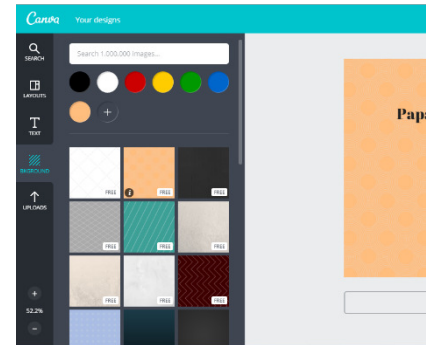 Canva Your designs
SEARCH
Search 1,000,000 images...
LAYOUTS
TEXT
BKGROUND
UPLOADS
FREE
FREE
FREE
FREE
FREE
FREE
FREE
FREE
FREE
52.2%
Papa